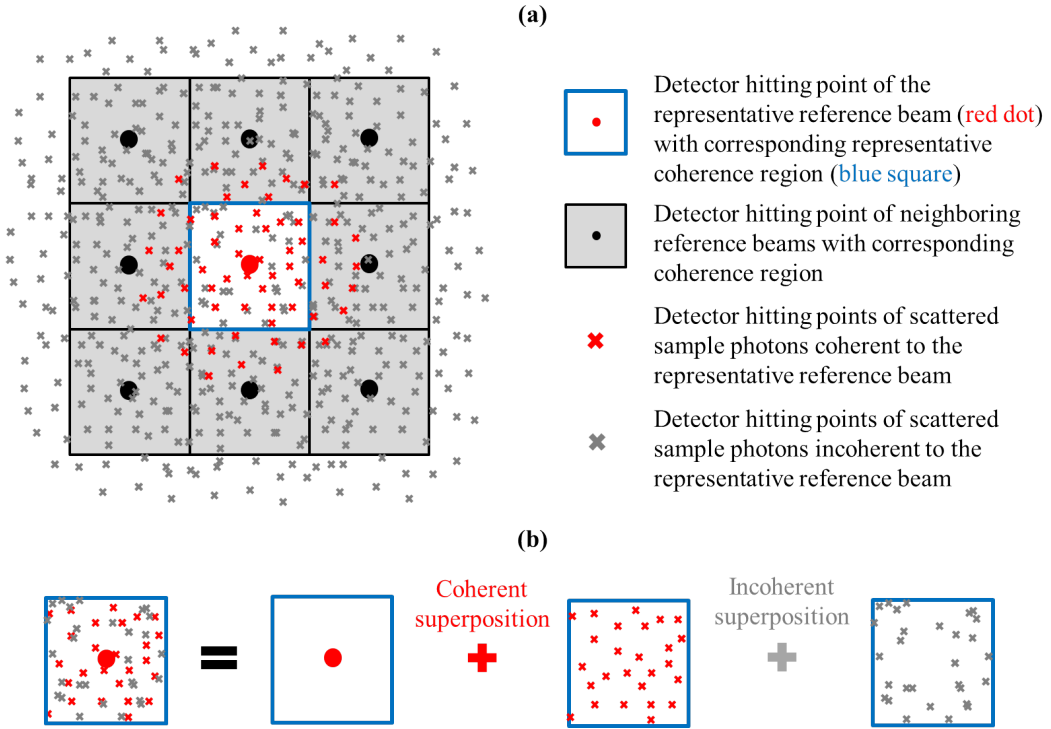 (a)
Detector hitting point of the
representative reference beam (red dot)
with corresponding representative
coherence region (blue square)
Detector hitting point of neighboring
reference beams with corresponding
coherence region
Detector hitting points of scattered
sample photons coherent to the
representative reference beam
Detector hitting points of scattered
sample photons incoherent to the
representative reference beam
(b)
Coherent
superposition
Incoherent
superposition